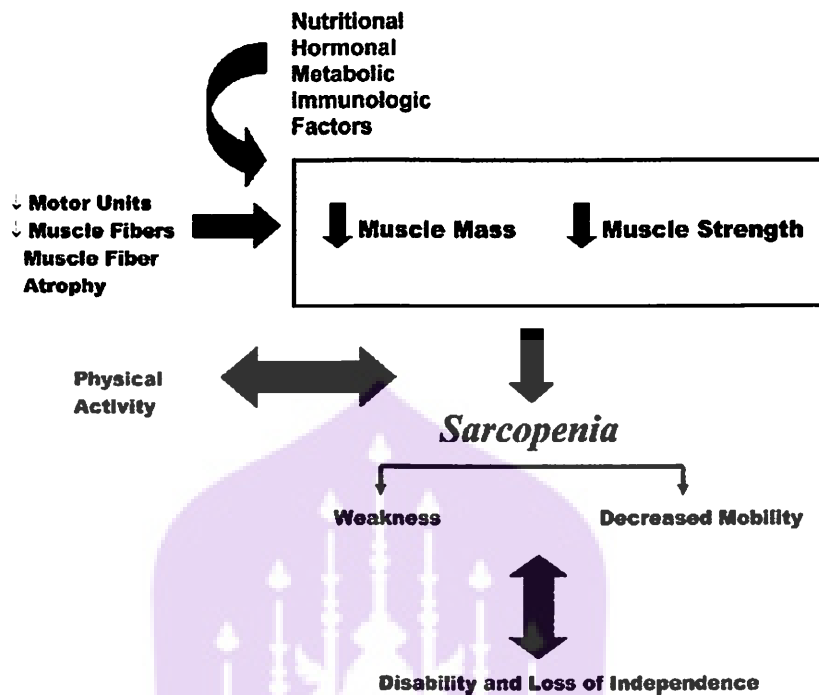 Nutritional
Hormonal
Metabolic
Immunologic
Factors
↓ Motor Units
↓ Muscle Fibers
Muscle Fiber
Atrophy
Muscle Mass
Muscle Strength
Physical
Activity
Sarcopenia
Weakness
Decreased Mobility
Disability and Loss of Independence